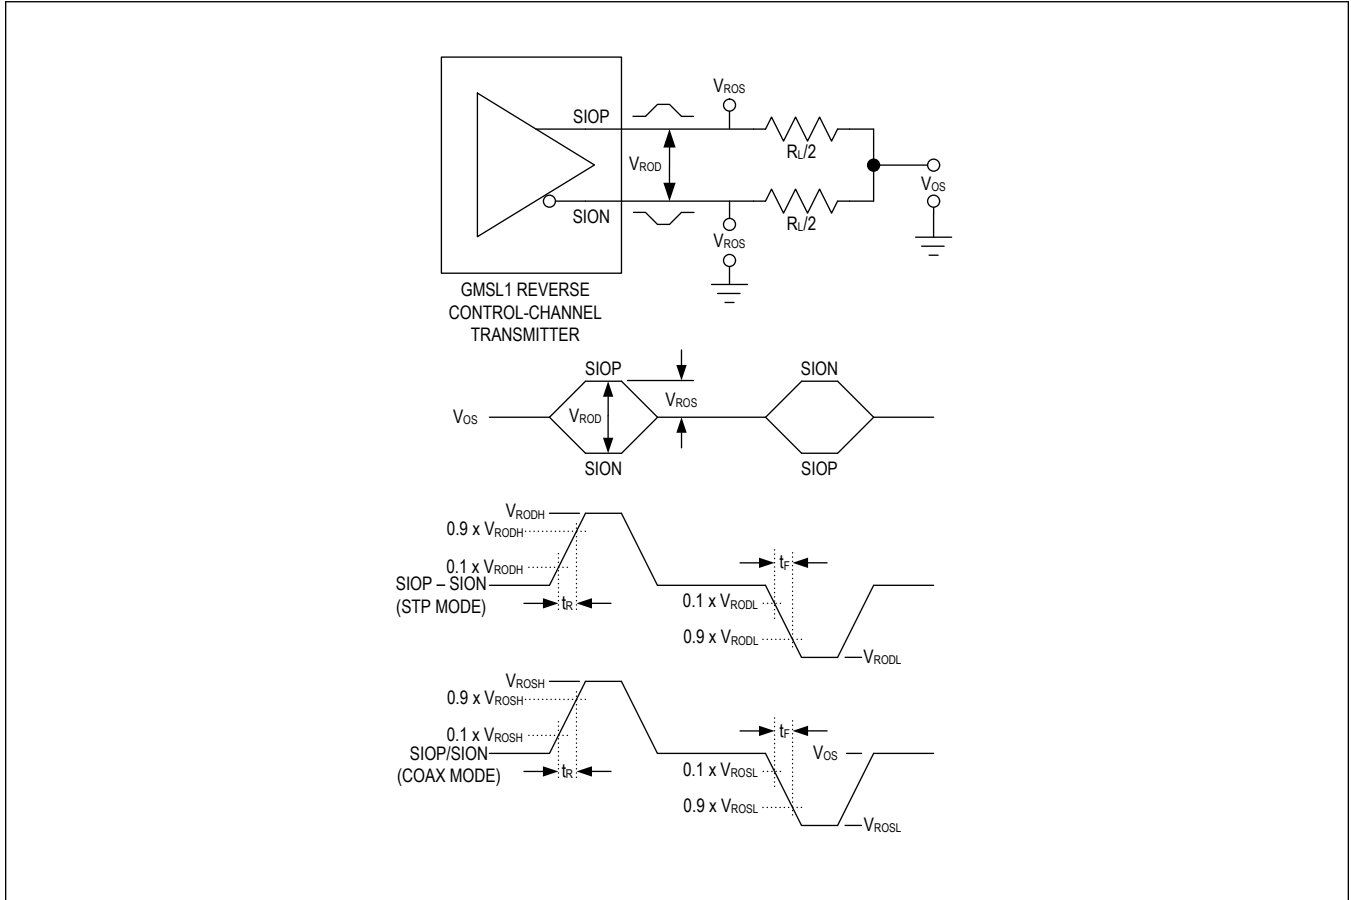 SIOP
VROS
VROD
RL/2
VOS
SION
RL/2
VROS
GMSL1 REVERSE
CONTROL-CHANNEL
TRANSMITTER
SIOP
SION
VROS
VOS
VROD
SION
SIOP
VRODH
0.9 x VRODH
0.1 x VRODH
SIOP – SION
(STP MODE)
tR
tF
0.1 x VRODL
0.9 x VRODL
VRODL
VROSH
0.9 x VROSH
0.1 x VROSH
SIOP/SION
(COAX MODE)
tR
tF
VOS
0.1 x VROSL
0.9 x VROSL
VROSL